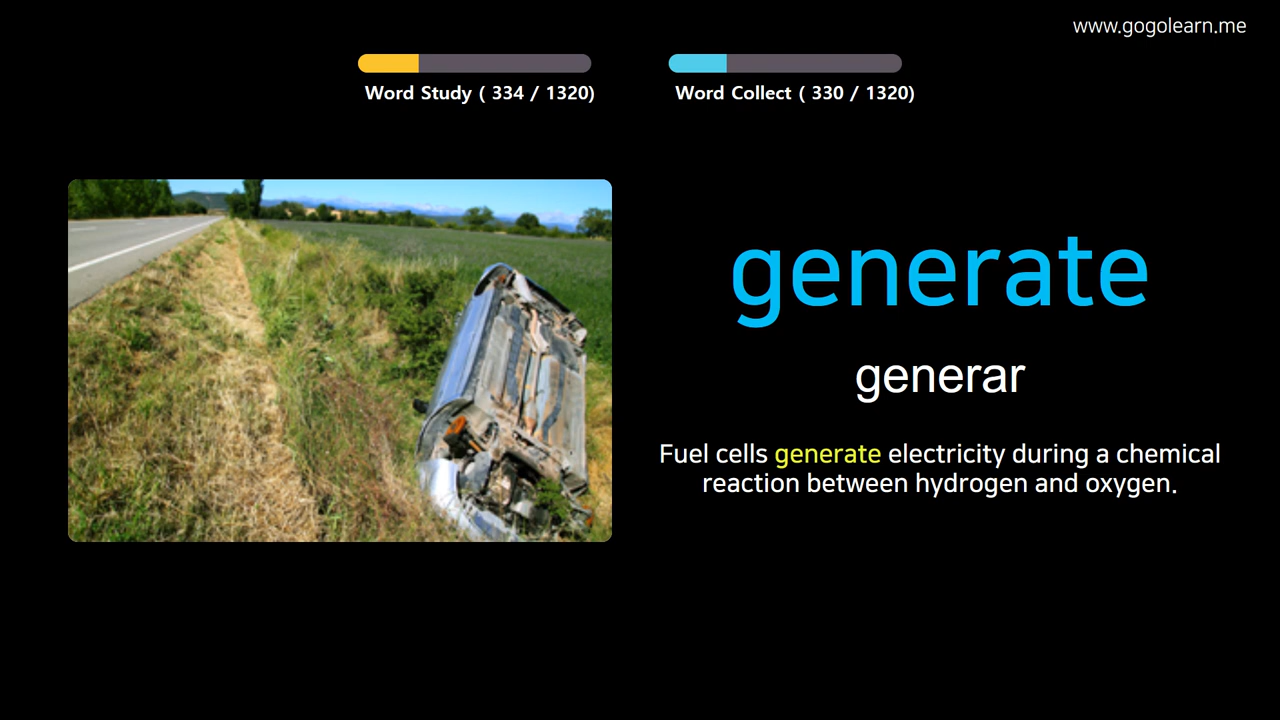 www.gogolearn.me
Word Study ( 334 / 1320)
Word Collect ( 330 / 1320)
generate
generar
Fuel cells generate electricity during a chemical
reaction between hydrogen and oxygen.